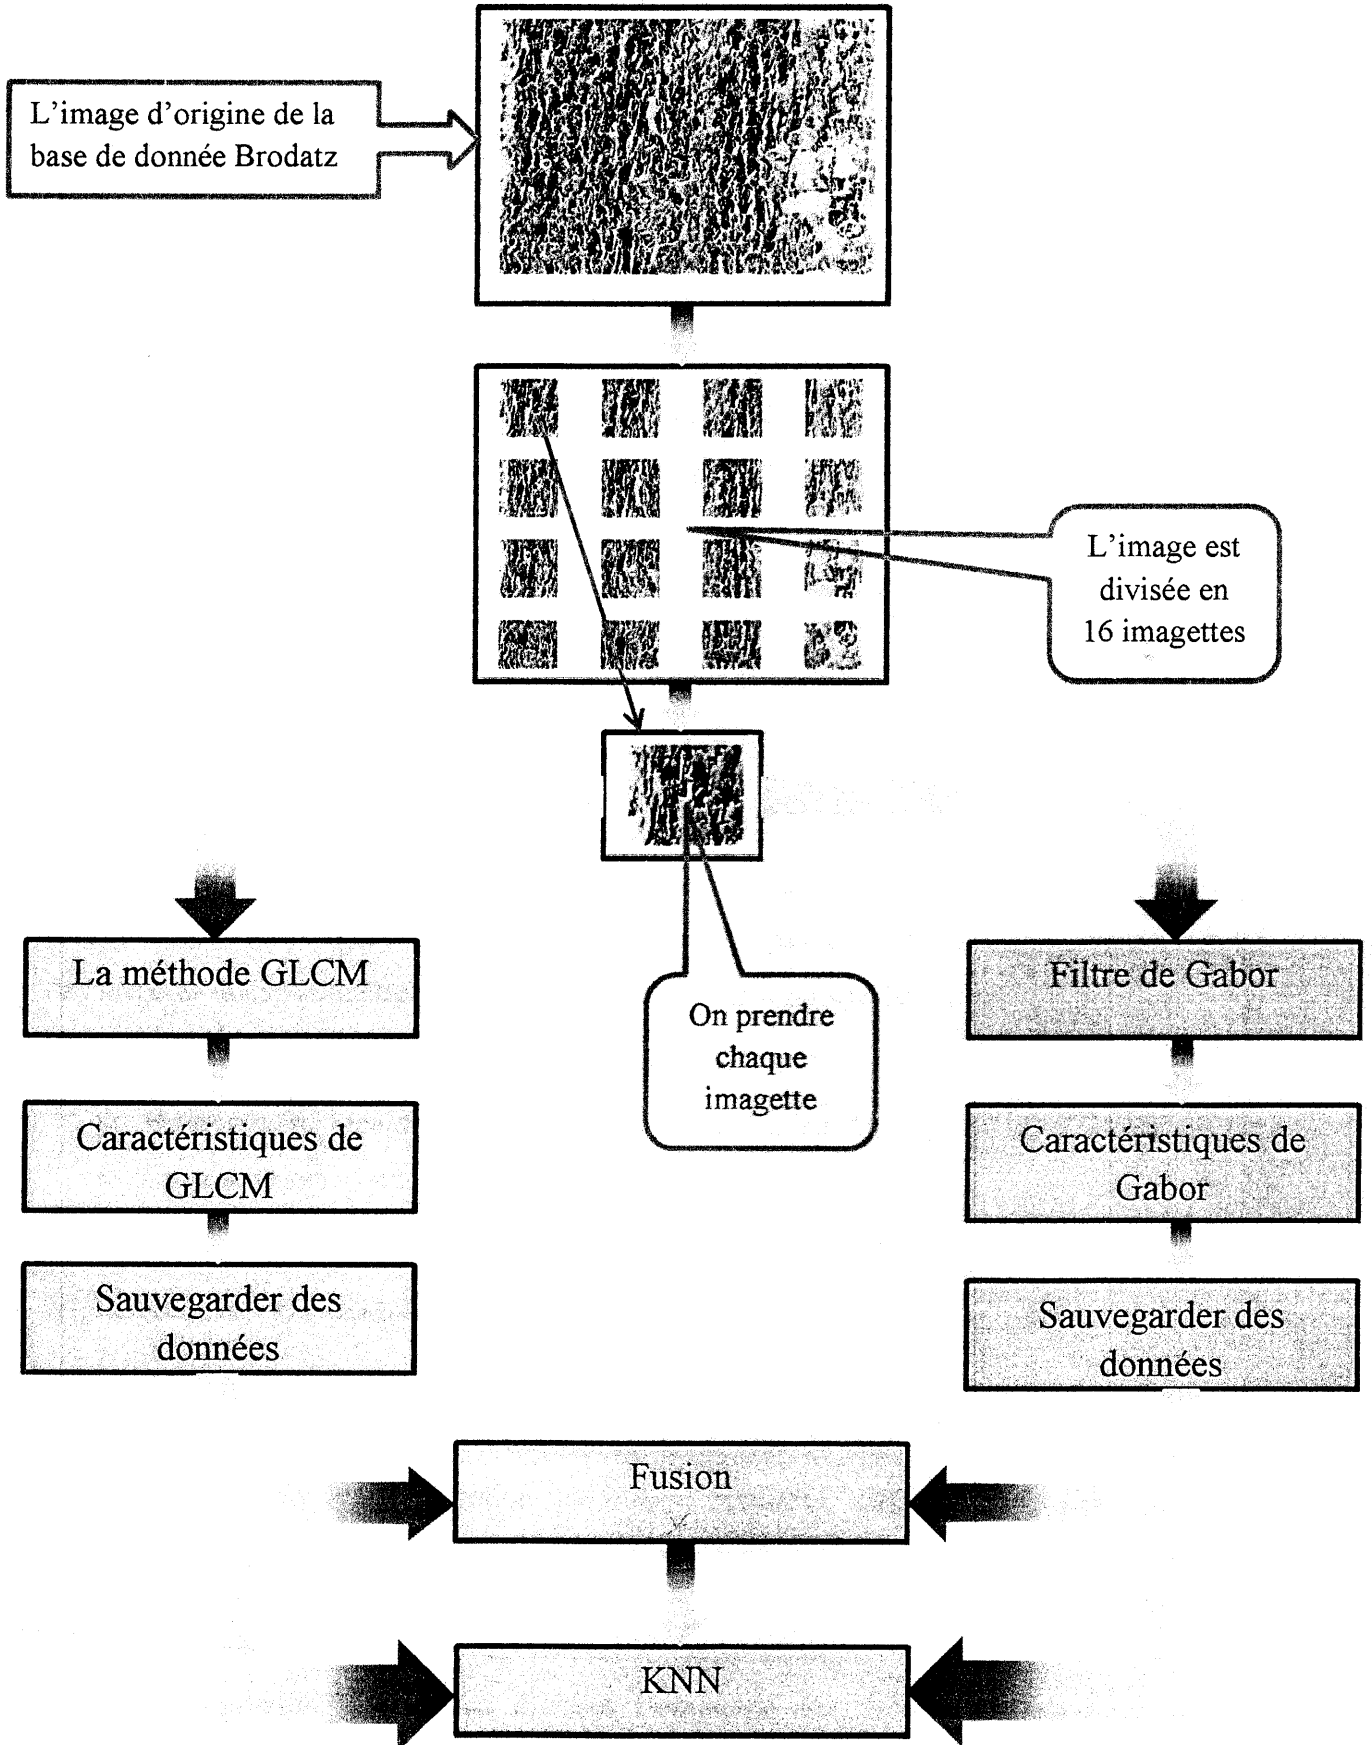 L'image d'origine de la
base de donnée Brodatz
L'image est
divisée en
16 imagettes
On prendre
chaque
imagette
La méthode GLCM
Caractéristiques de
GLCM
Sauvegarder des
données
Filtre de Gabor
Caractéristiques de
Gabor
Sauvegarder des
données
Fusion
KNN